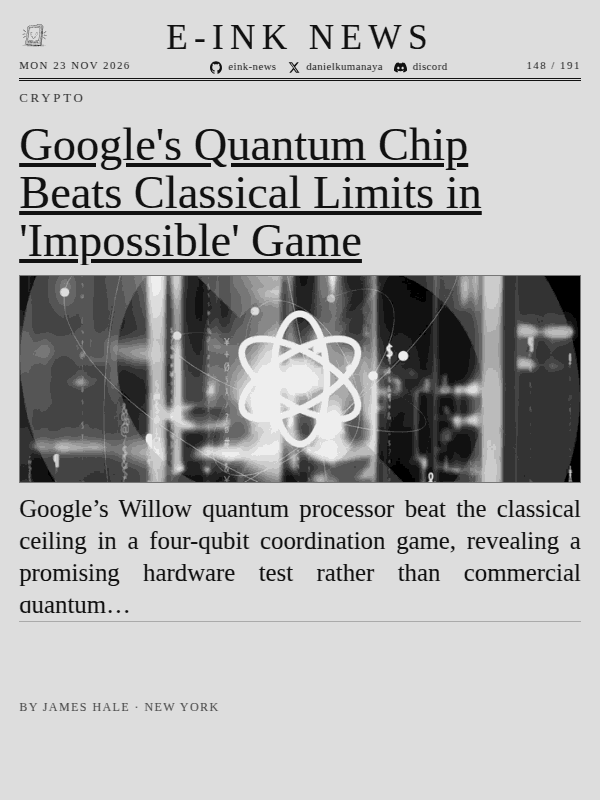 E-INK NEWS
MON 23 NOV 2026
eink-news danielkumanaya discord
148 / 191
CRYPTO
Google's Quantum Chip
Beats Classical Limits in
'Impossible' Game
Google’s Willow quantum processor beat the classical
ceiling in a four-qubit coordination game, revealing a
promising hardware test rather than commercial
quantum…
BY JAMES HALE · NEW YORK